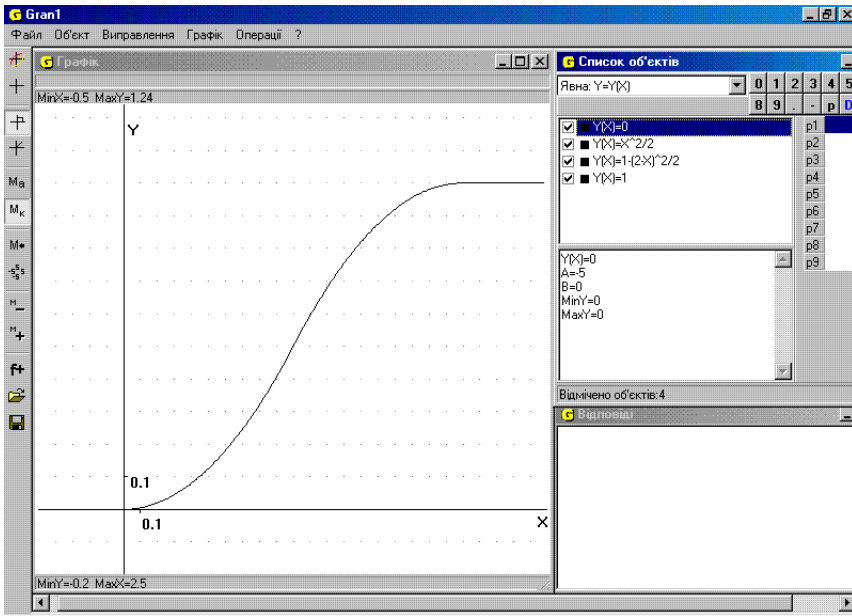 Gran1
Файл Об'єкт Виправлення Графік Операції ?
Графік
MinX=-0.5 MaxY=1.24
Y
0.1
0.1
X
MinY=-0.2 MaxX=2.5
Ma
Mк
M
M
M
f+
Список об'єктів
Явна: Y=Y(X)
0 1 2 3 4 5
8 9 . - p D
Y(X)=0
Y(X)=X^2/2
Y(X)=1-(2-X)^2/2
Y(X)=1
p1
p2
p3
p4
p5
p6
p7
p8
p9
Y(X)=0
A=-5
B=0
MinY=0
MaxY=0
Відмічено об'єктів:4
Відповіді